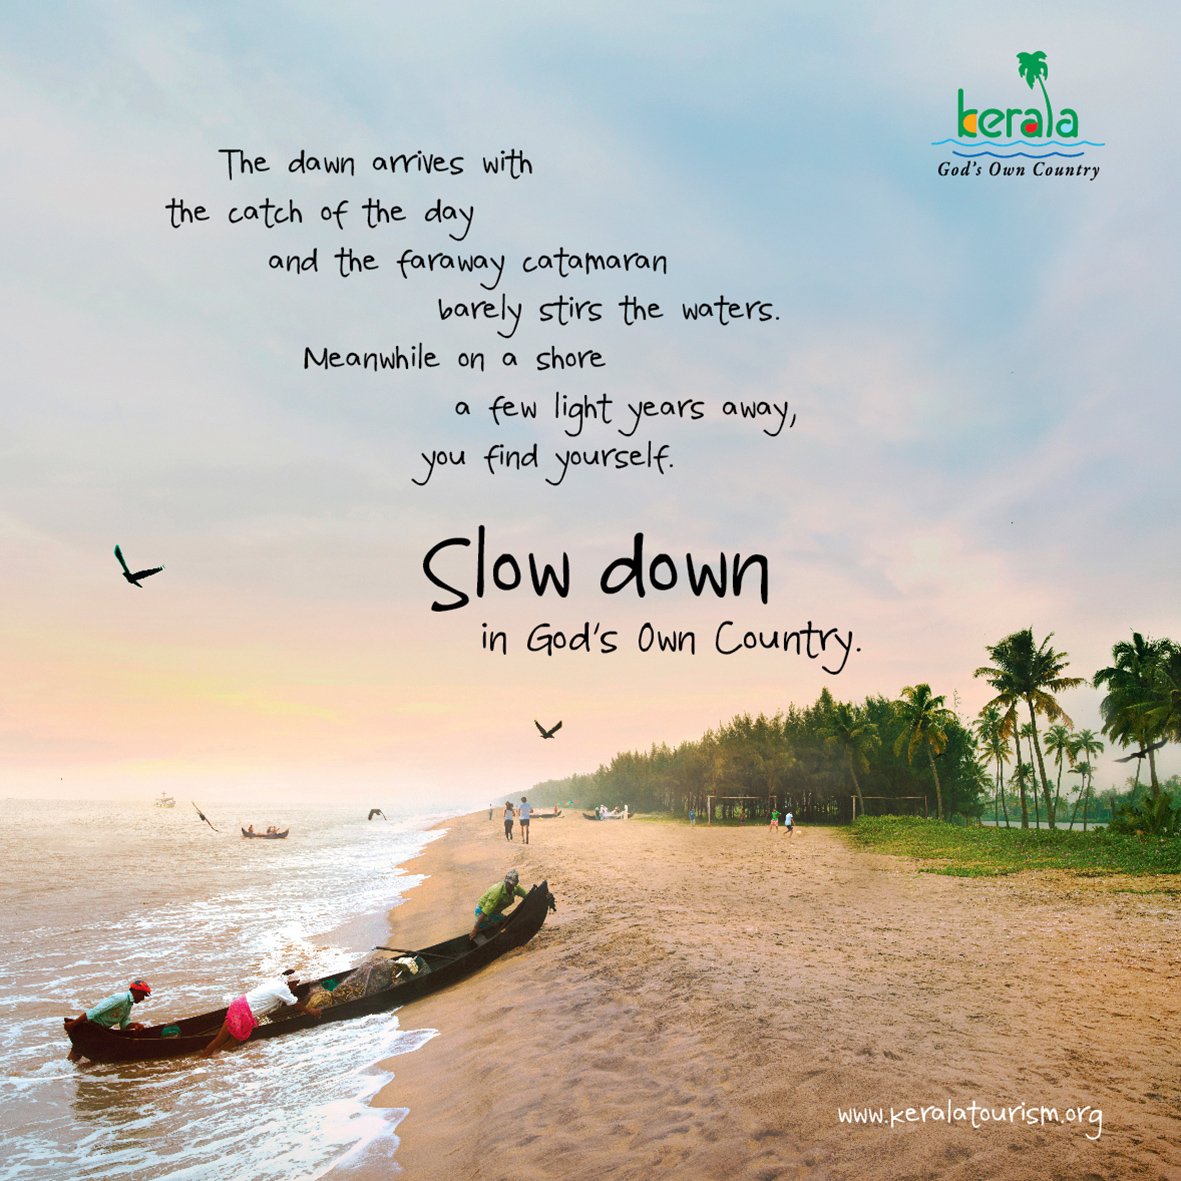 kerala
God's Own Country
The dawn arrives with
the catch of the day
and the faraway catamaran
barely stirs the waters.
Meanwhile on a shore
a few light years away,
you find yourself.
Slow down
in God's Own Country.
www.keralatourism.org